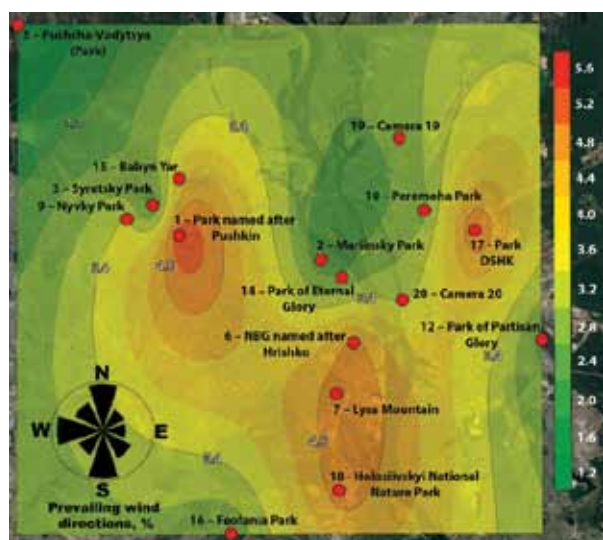 5 – Pushcha-Vodytsya
(Park)
5.6
5.2
4.8
4.4
4.0
3.6
3.2
2.8
2.4
2.0
1.6
1.2
19 – Camera 19
15 – Babyn Yar
3 – Syretsky Park
9 – Nyvky Park
1 – Park named after
Pushkin
Peremoha Park
17 – Park
DSHK
2 – Mariinsky Park
Park of Eternal
Glory
20 – Camera 20
12 – Park of Partisan
Glory
6 – NBG named after
Hrishko
7 – Lysa Mountain
Holosiivskyi National
Nature Park
16 – Feofania Park
N
W
E
S
Prevailing wind
directions, %